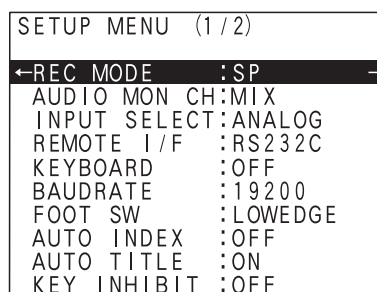 SETUP MENU (1/2)
←REC MODE :SP
AUDIO MON CH:MIX
INPUT SELECT:ANALOG
REMOTE I/F :RS232C
KEYBOARD :OFF
BAUDRATE :19200
FOOT SW :LOWEDGE
AUTO INDEX :OFF
AUTO TITLE :ON
KEY INHIBIT :OFF